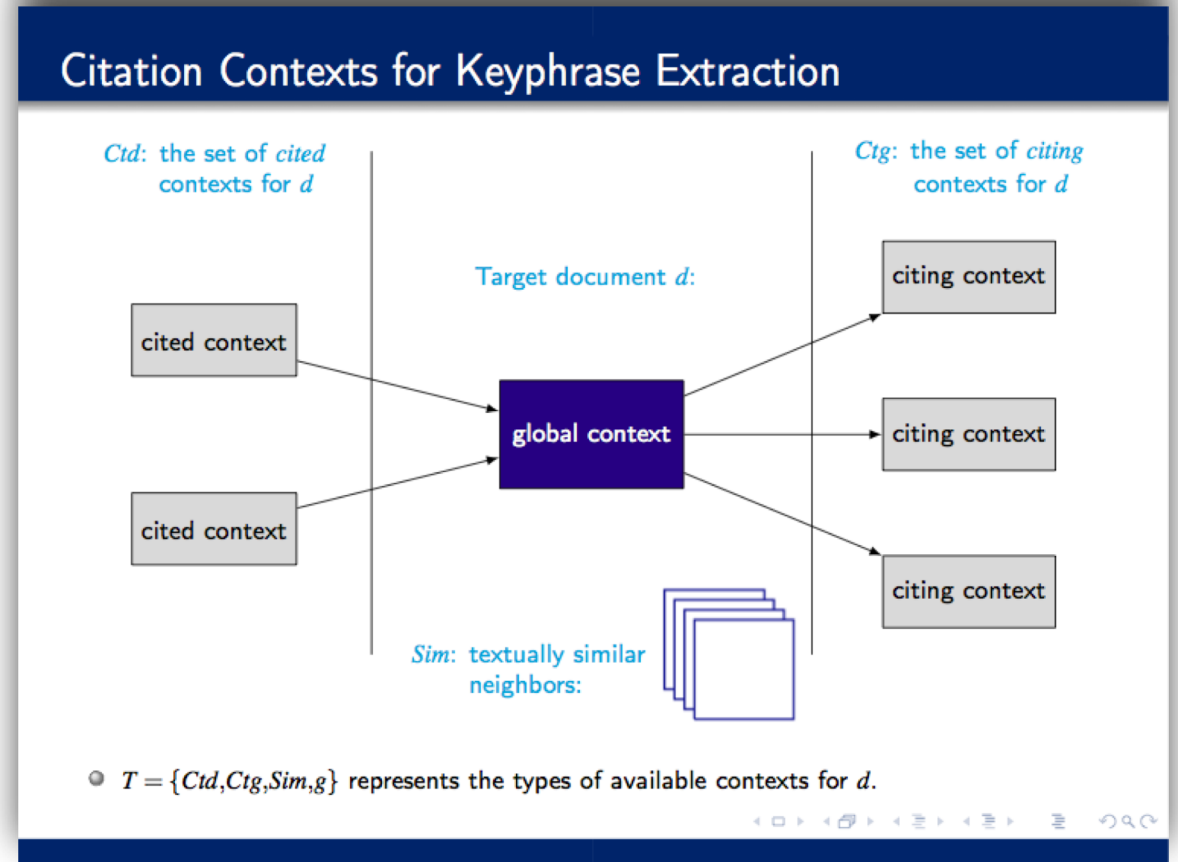 Citation Contexts for Keyphrase Extraction
Ctd: the set of cited
contexts for d
Ctg: the set of citing
contexts for d
Target document d:
cited context
cited context
global context
citing context
citing context
citing context
Sim: textually similar
neighbors:
T = {Ctd,Ctg,Sim,g} represents the types of available contexts for d.